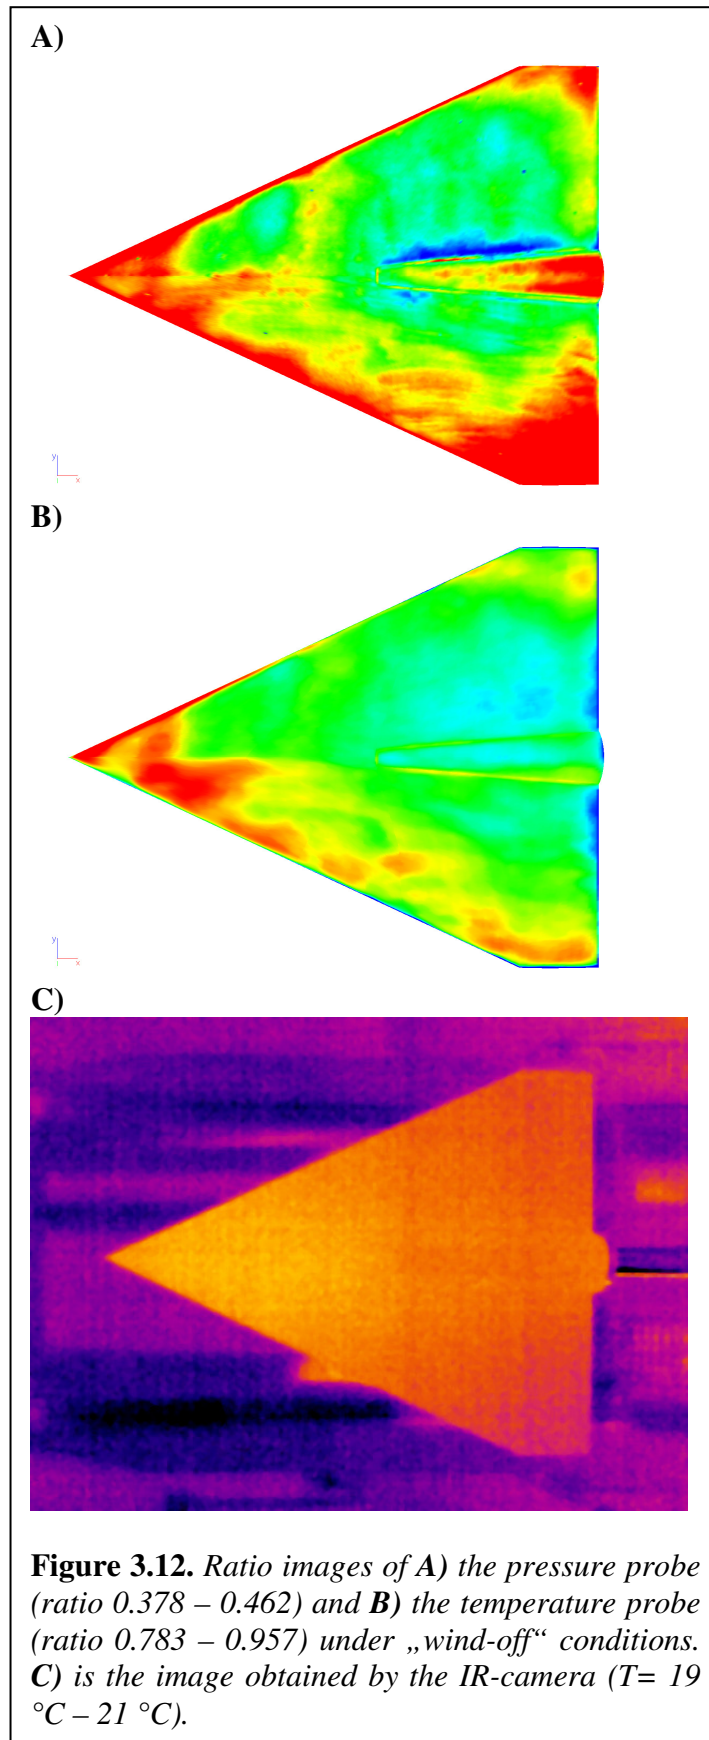 A)
y
x
B)
y
x
C)
Figure 3.12. Ratio images of A) the pressure probe
(ratio 0.378 – 0.462) and B) the temperature probe
(ratio 0.783 – 0.957) under „wind-off“ conditions.
C) is the image obtained by the IR-camera (T= 19
°C – 21 °C).